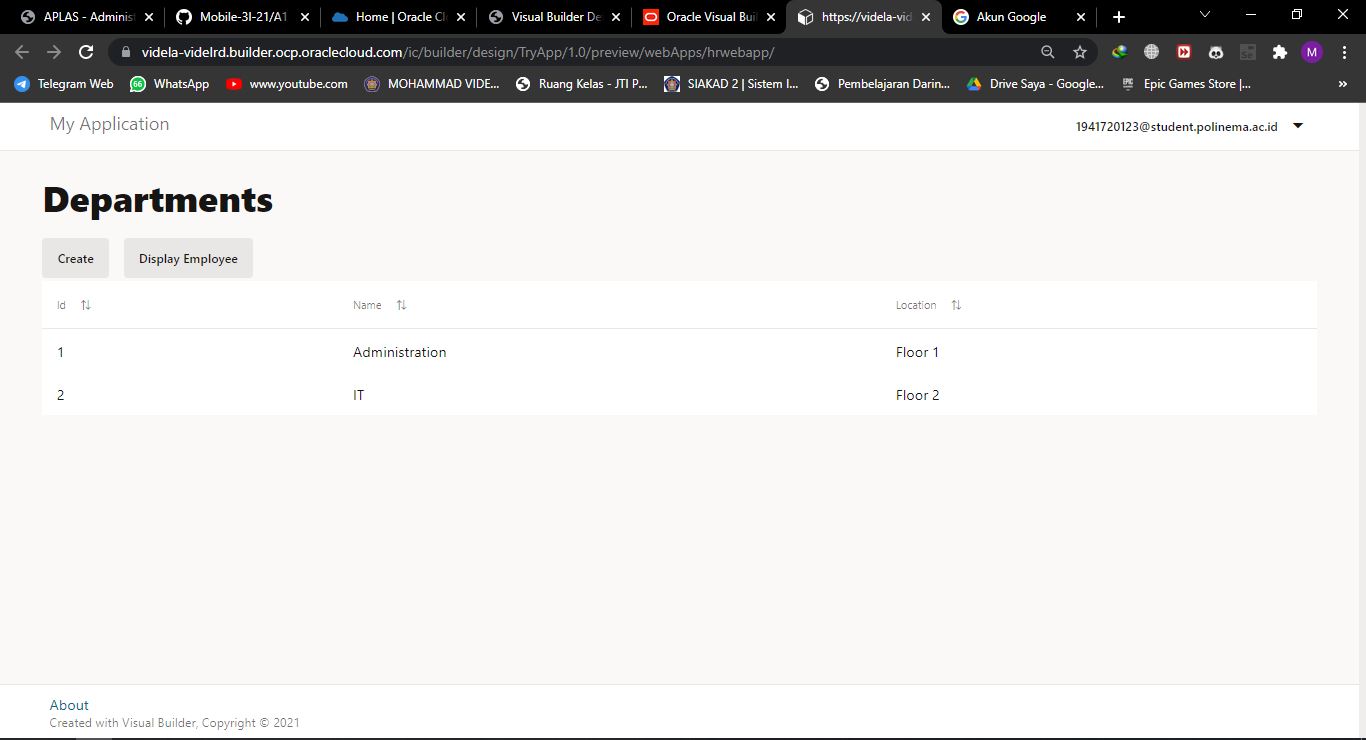 APLAS - Adminis
Mobile-3I-21/A1
Home | Oracle Cl
Visual Builder De
Oracle Visual Bui
https://videla-vid
Akun Google
videla-videlrd.builder.ocp.oraclecloud.com/ic/builder/design/TryApp/1.0/preview/webApps/hrwebapp/
M
Telegram Web
66
WhatsApp
www.youtube.com
MOHAMMAD VIDE...
Ruang Kelas - JTI P...
SIAKAD 2 | Sistem I...
Pembelajaran Darin...
Drive Saya - Google...
EPIC
Epic Games Store |...
»
My Application
1941720123@student.polinema.ac.id
Departments
Create Display Employee
Id Name Location
1 Administration Floor 1
2 IT Floor 2
About
Created with Visual Builder, Copyright © 2021